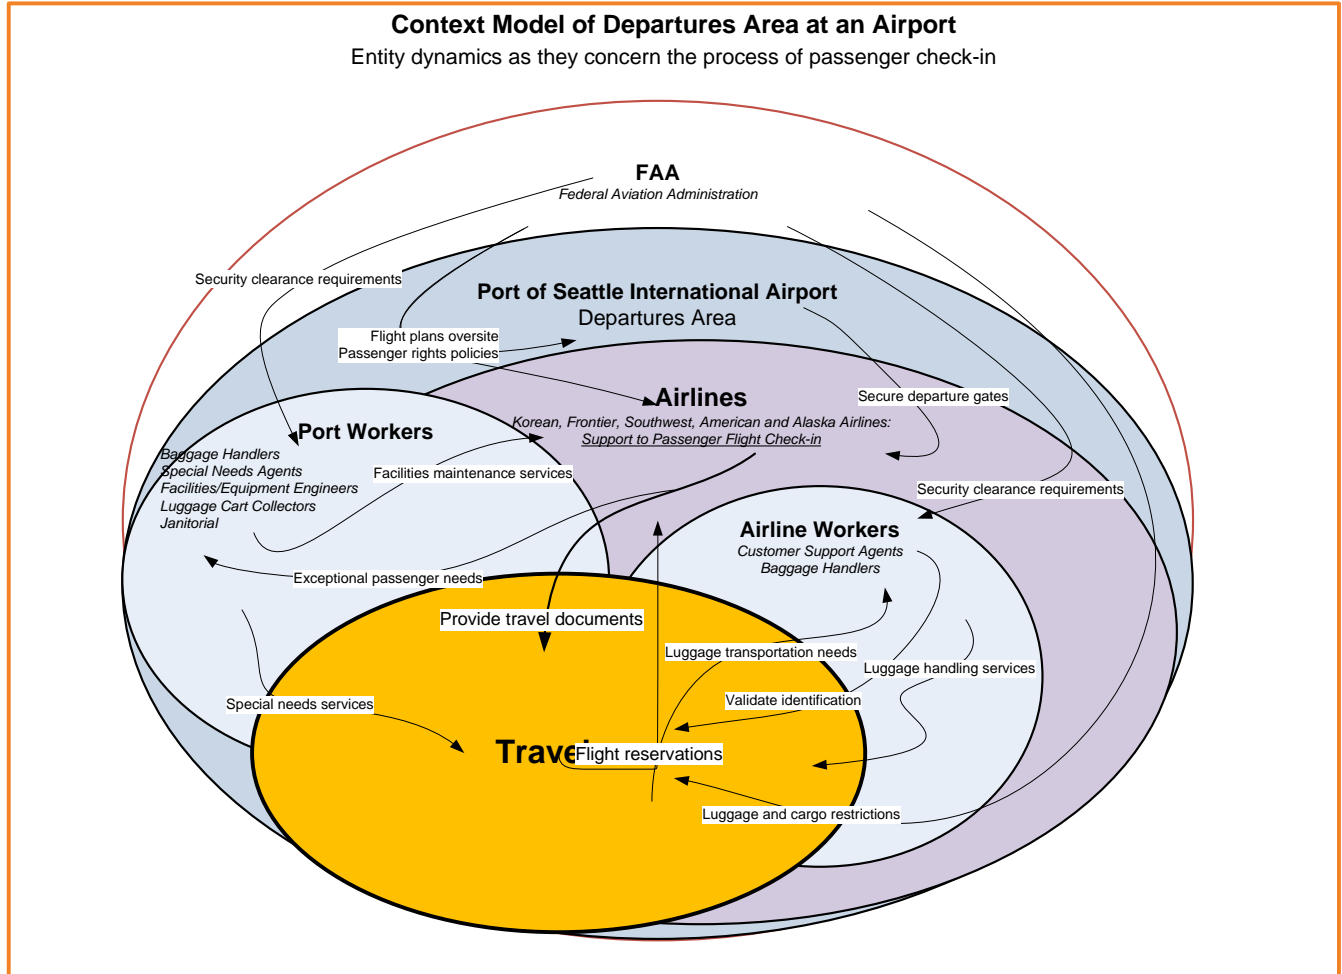 Context Model of Departures Area at an Airport
Entity dynamics as they concern the process of passenger check-in
FAA
Federal Aviation Administration
Security clearance requirements
Port of Seattle International Airport
Departures Area
Flight plans oversite
Passenger rights policies
Airlines
Korean, Frontier, Southwest, American and Alaska Airlines:
Support to Passenger Flight Check-in
Secure departure gates
Port Workers
Baggage Handlers
Special Needs Agents
Facilities/Equipment Engineers
Luggage Cart Collectors
Janitorial
Facilities maintenance services
Security clearance requirements
Airline Workers
Customer Support Agents
Baggage Handlers
Exceptional passenger needs
Provide travel documents
Luggage transportation needs
Luggage handling services
Validate identification
Special needs services
Flight reservations
Luggage and cargo restrictions